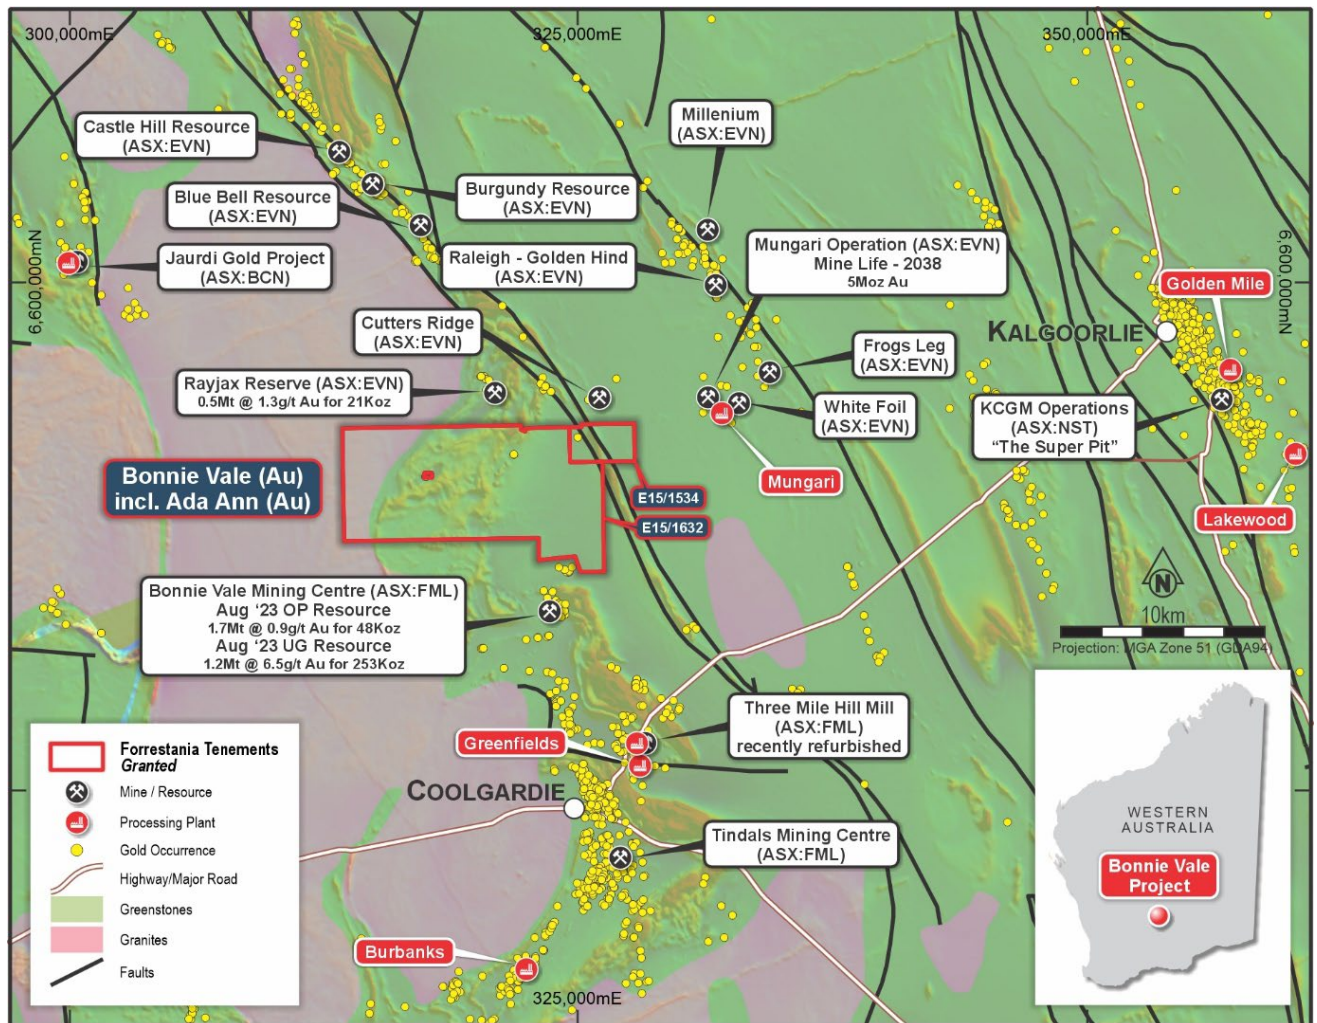 300,000mE
325,000mE
350,000mE
Castle Hill Resource
(ASX:EVN)
Millenium
(ASX:EVN)
Blue Bell Resource
(ASX:EVN)
Burgundy Resource
(ASX:EVN)
6,600,000mN
Jaurdi Gold Project
(ASX:BCN)
Raleigh - Golden Hind
(ASX:EVN)
Mungari Operation (ASX:EVN)
Mine Life - 2038
5Moz Au
6,600,000mN
Golden Mile
KALGOORLIE
Cutters Ridge
(ASX:EVN)
Frogs Leg
(ASX:EVN)
Rayjax Reserve (ASX:EVN)
0.5Mt @ 1.3g/t Au for 21Koz
White Foil
(ASX:EVN)
KCGM Operations
(ASX:NST)
“The Super Pit”
Bonnie Vale (Au)
incl. Ada Ann (Au)
Mungari
E15/1534
E15/1632
Lakewood
N
10km
Projection: MGA Zone 51 (GDA94)
Bonnie Vale Mining Centre (ASX:FML)
Aug ‘23 OP Resource
1.7Mt @ 0.9g/t Au for 48Koz
Aug ‘23 UG Resource
1.2Mt @ 6.5g/t Au for 253Koz
Three Mile Hill Mill
(ASX:FML)
recently refurbished
Greenfields
COOLGARDIE
Tindals Mining Centre
(ASX:FML)
Burbanks
325,000mE
Forrestania Tenements
Granted
Mine / Resource
Processing Plant
Gold Occurrence
Highway/Major Road
Greenstones
Granites
Faults
WESTERN
AUSTRALIA
Bonnie Vale
Project